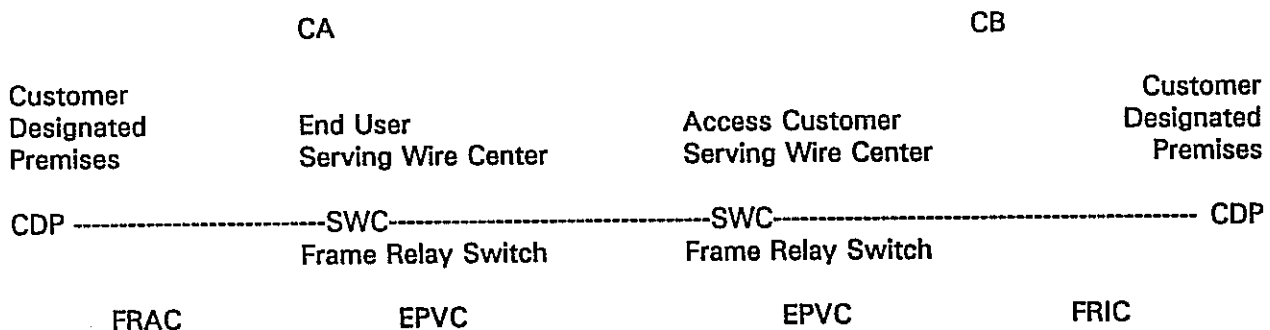 CA CB
Customer Customer
Designated End User Access Customer Designated
Premises Serving Wire Center Serving Wire Center Premises
CDP ---------------------------SWC----------------------------------SWC--------------------------------------------- CDP
Frame Relay Switch Frame Relay Switch
FRAC EPVC EPVC FRIC